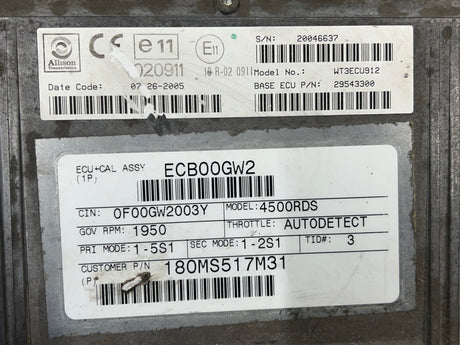 Allison
Transmission
CE e11 E11
020911 10 R-02 0911
Date Code: 07 26-2005
S/N: 20046637
Model No.: WT3ECU912
BASE ECU P/N: 29543300
ECU+CAL ASSY ECB00GW2
(1P)
CIN: 0F00GW2003Y MODEL: 4500RDS
GOV RPM: 1950 THROTTLE: AUTODETECT
PRI MODE: 1-5S1 SEC MODE: 1-2S1 TID#: 3
CUSTOMER P/N 180MS517M31
(P)